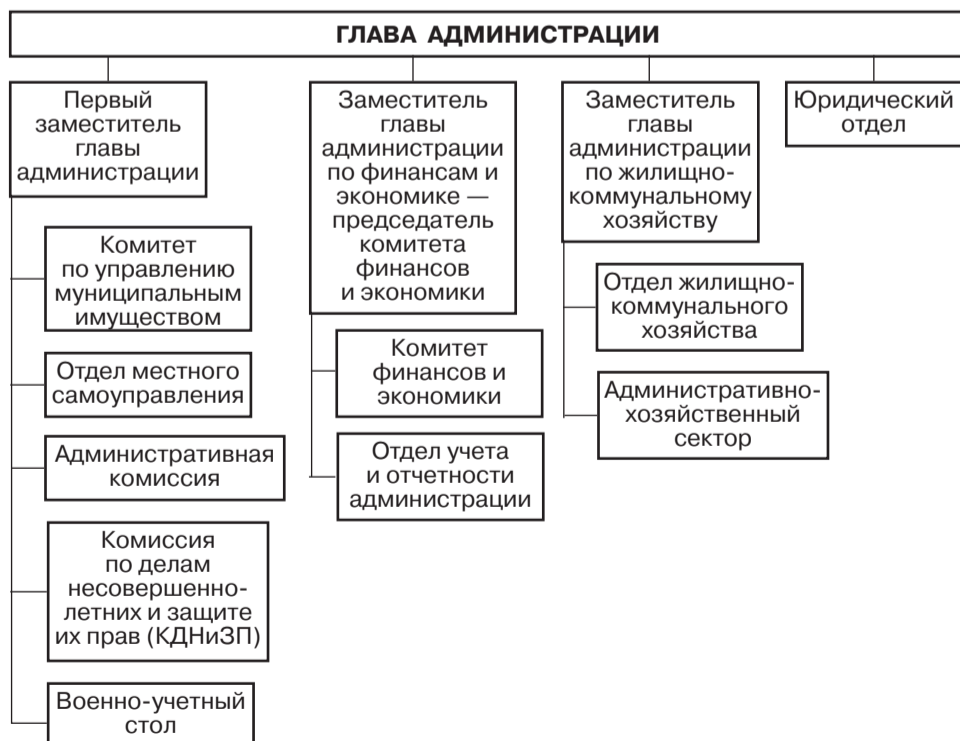 ГЛАВА АДМИНИСТРАЦИИ
Первый
заместитель
главы
администрации
Комитет
по управлению
муниципальным
имуществом
Отдел местного
самоуправления
Административная
комиссия
Комиссия
по делам
несовершенно-
летних и защите
их прав (КДНиЗП)
Военно-учетный
стол
Заместитель
главы
администрации
по финансам и
экономике —
председатель
комитета
финансов
и экономики
Комитет
финансов и
экономики
Отдел учета
и отчетности
администрации
Заместитель
главы
администрации
по жилищно-
коммунальному
хозяйству
Отдел жилищно-
коммунального
хозяйства
Административно-
хозяйственный
сектор
Юридический
отдел